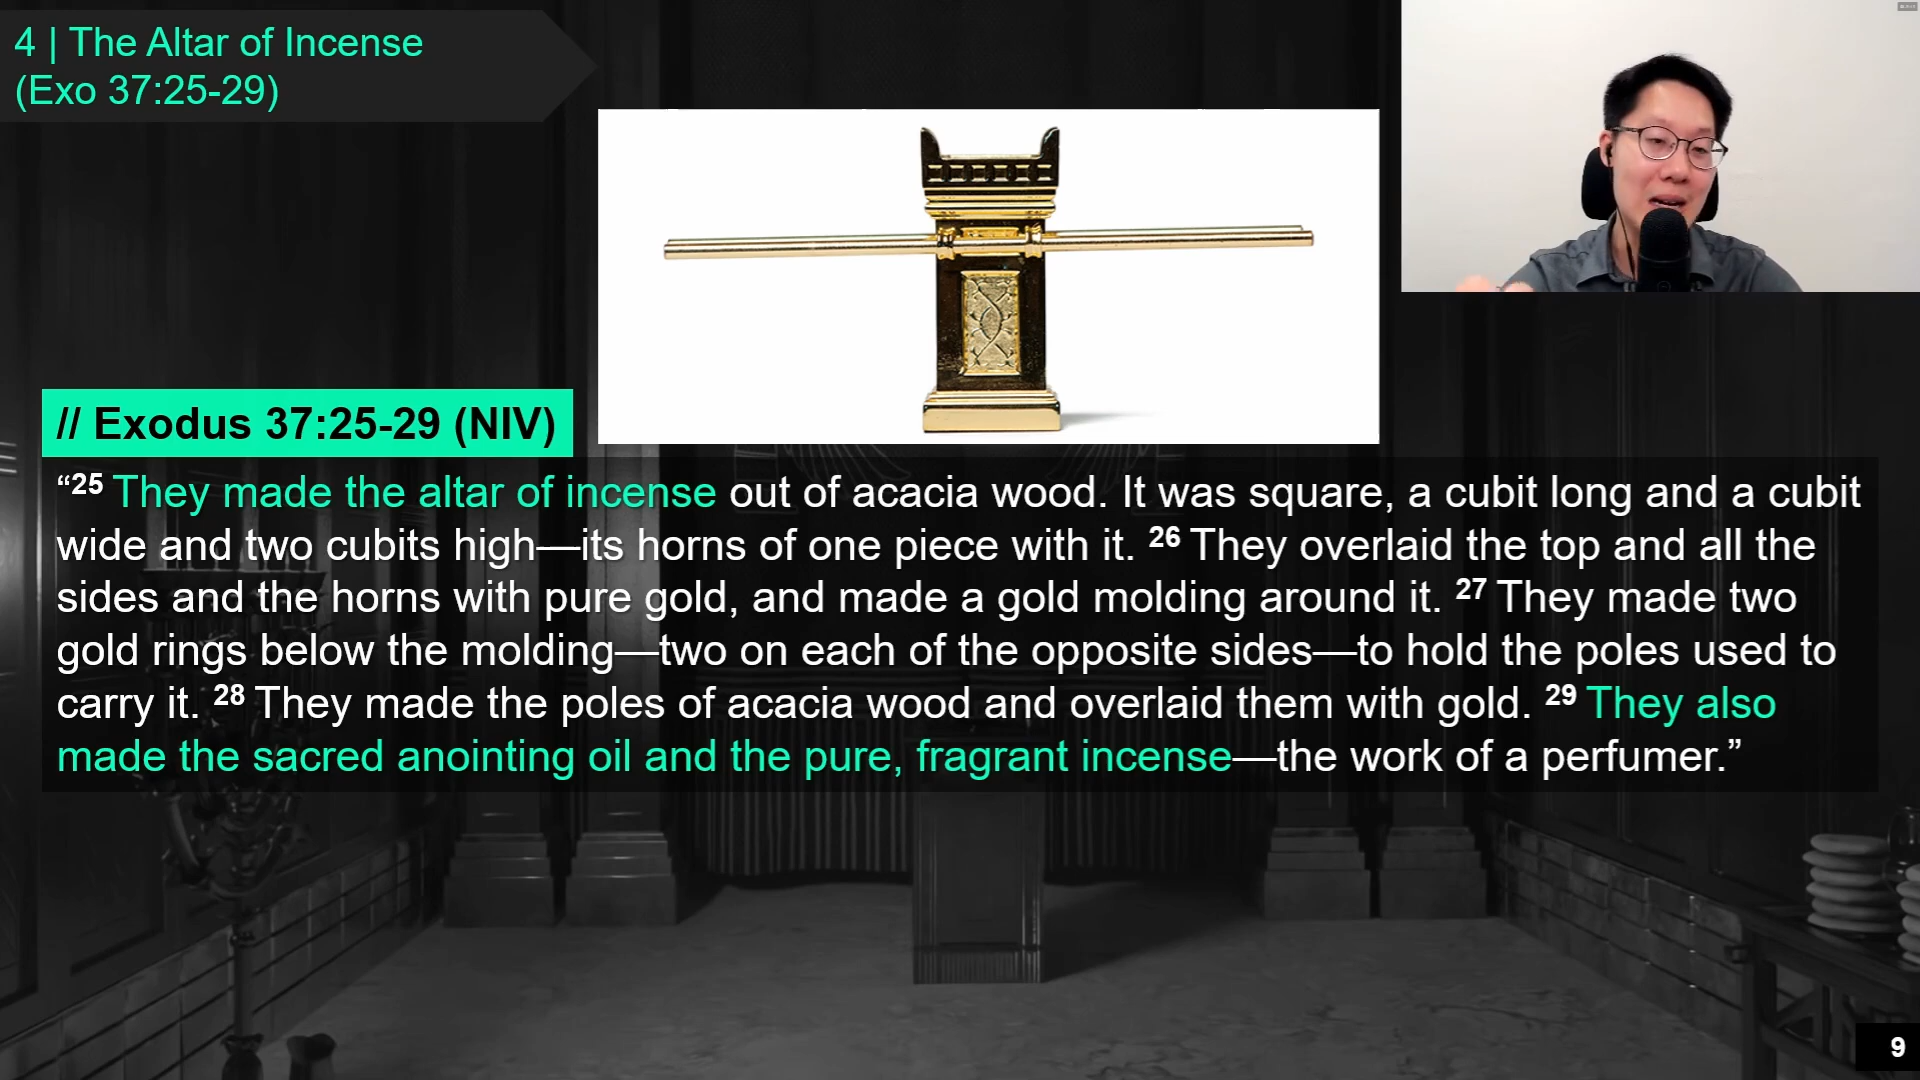 4 | The Altar of Incense
(Exo 37:25-29)
// Exodus 37:25-29 (NIV)
“25 They made the altar of incense out of acacia wood. It was square, a cubit long and a cubit
wide and two cubits high—its horns of one piece with it. 26 They overlaid the top and all the
sides and the horns with pure gold, and made a gold molding around it. 27 They made two
gold rings below the molding—two on each of the opposite sides—to hold the poles used to
carry it. 28 They made the poles of acacia wood and overlaid them with gold. 29 They also
made the sacred anointing oil and the pure, fragrant incense—the work of a perfumer.”
9